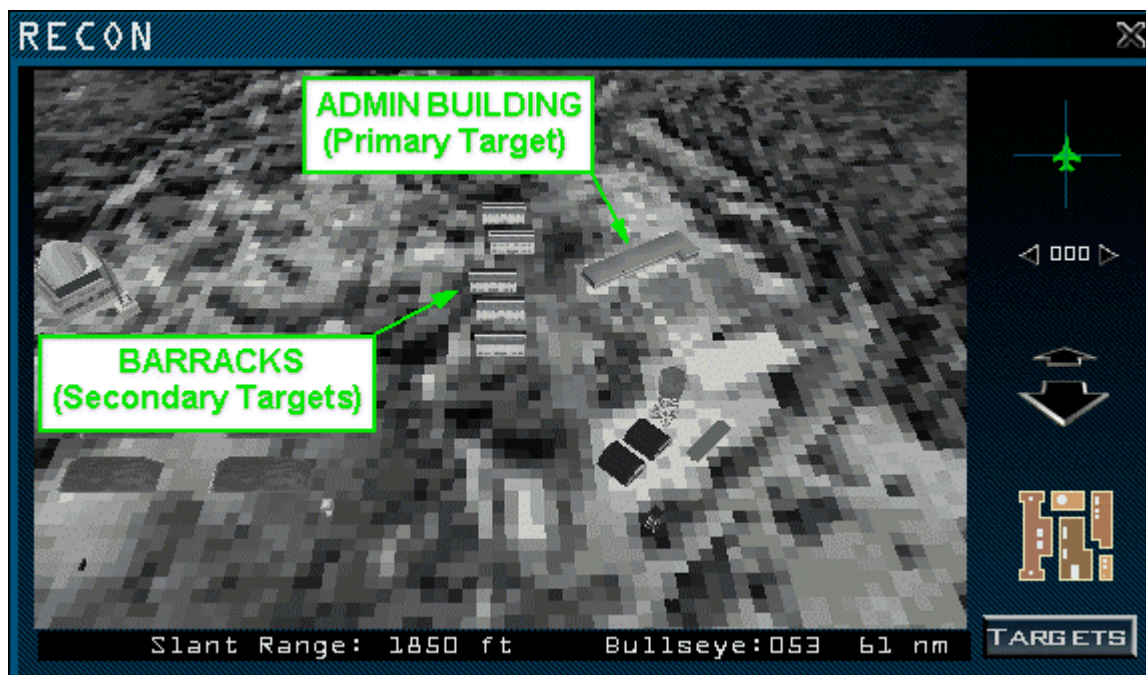 RECON
ADMIN BUILDING
(Primary Target)
000
BARRACKS
(Secondary Targets)
Slant Range: 1850 ft Bullseye:053 61 nm
TARGETS